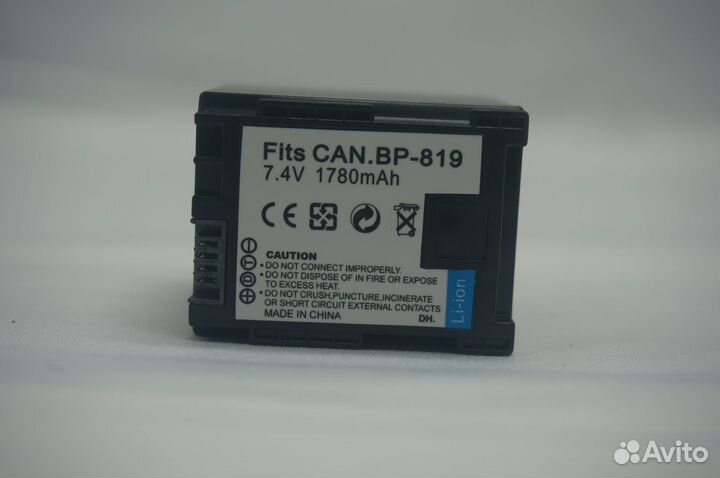 Fits CAN.BP-819
7.4V 1780mAh
CE
CAUTION
• DO NOT CONNECT IMPROPERLY.
• DO NOT DISPOSE OF IN FIRE OR EXPOSE
TO EXCESS HEAT.
• DO NOT CRUSH,PUNCTURE,INCINERATE
OR SHORT CIRCUIT EXTERNAL CONTACTS
MADE IN CHINA
DH.
Li-ion
Avito